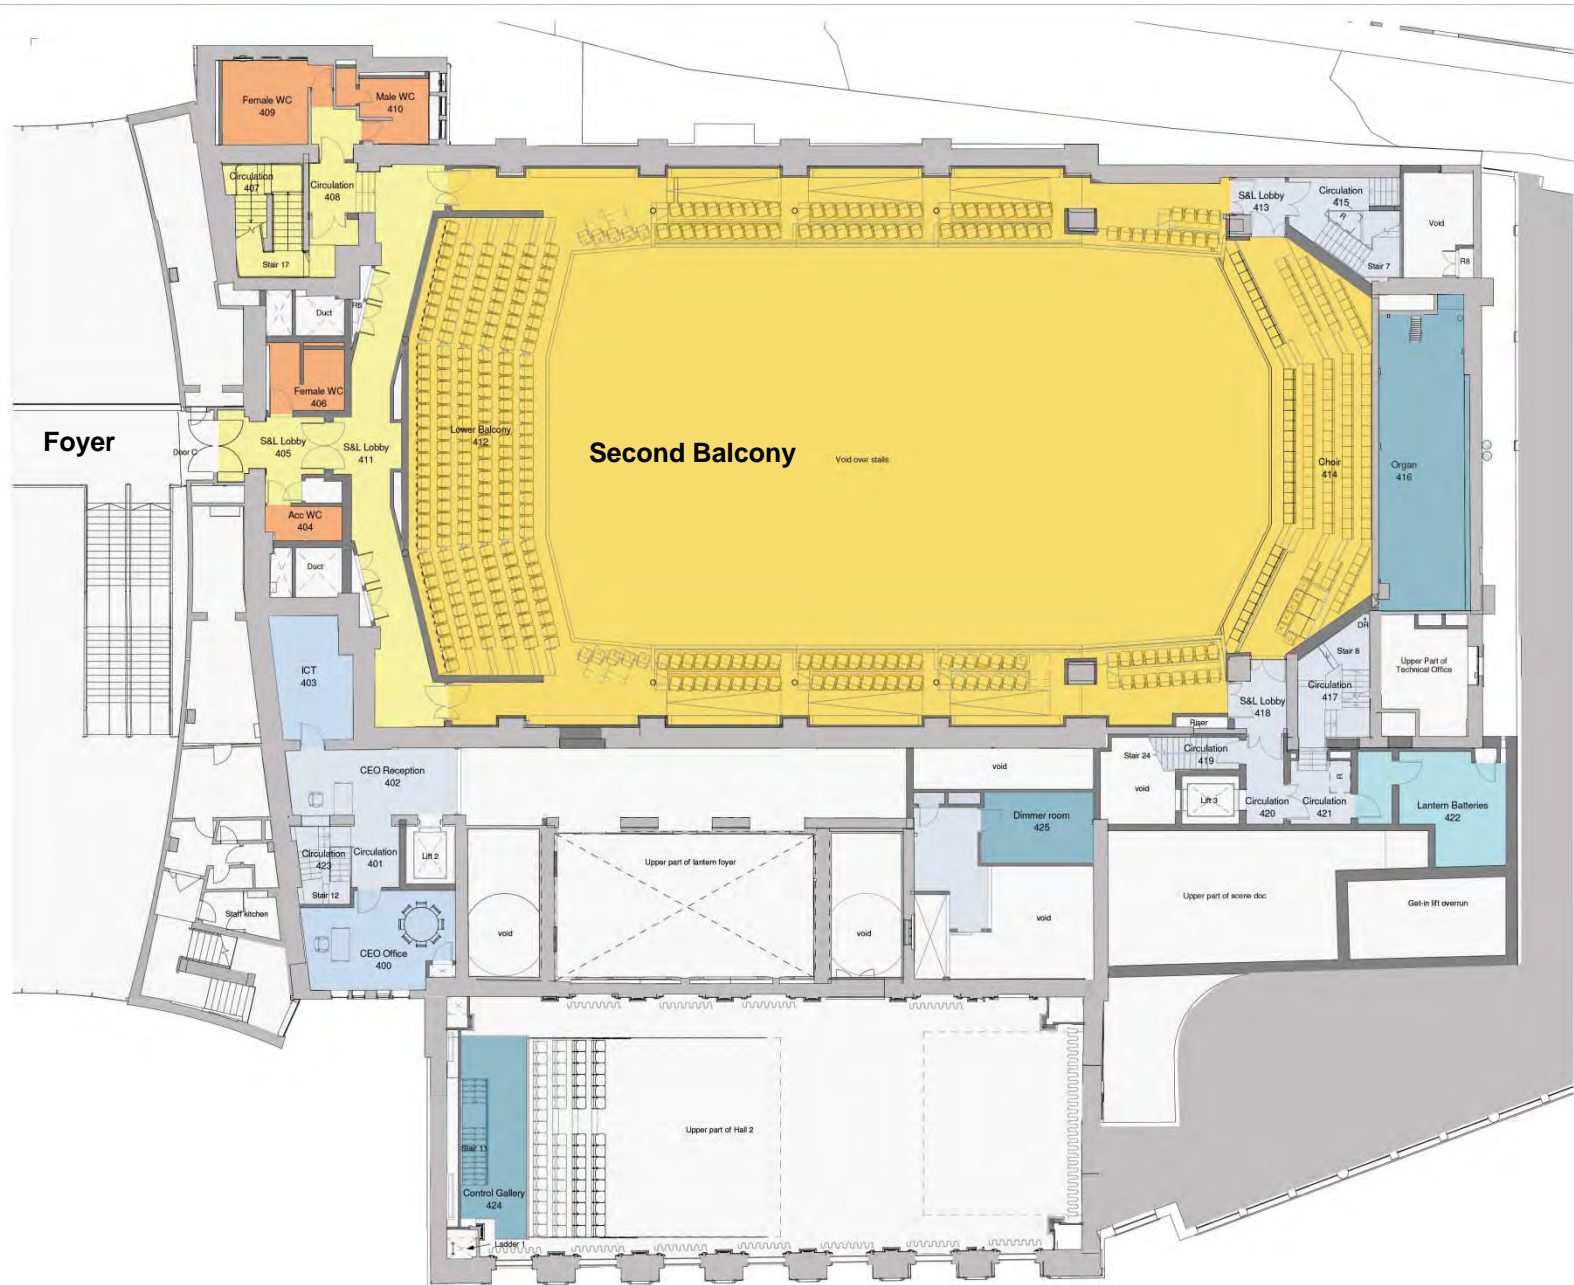 Female WC
409
Male WC
410
Circulation
407
Circulation
408
Stair 17
S&L Lobby
413
Circulation
415
R
Stair 7
Void
R8
Duct
R5
Female WC
406
Foyer
Door C
S&L Lobby
405
S&L Lobby
411
Lower Balcony
412
Second Balcony
Void over stalls
Choir
414
Organ
416
Acc WC
404
Duct
ICT
403
DR
Stair 8
Circulation
417
Upper Part of
Technical Office
S&L Lobby
418
Riser
CEO Reception
402
void
Stair 24
Circulation
419
void
Lift 3
R
Circulation
420
Circulation
421
Lantern Batteries
422
Dimmer room
425
Circulation
423
Circulation
401
Lift 2
Upper part of lantern foyer
Stair 12
Staff kitchen
CEO Office
400
void
void
void
Upper part of scene doc
Get-in lift overrun
Upper part of Hall 2
Stair 11
Control Gallery
424
Ladder 1